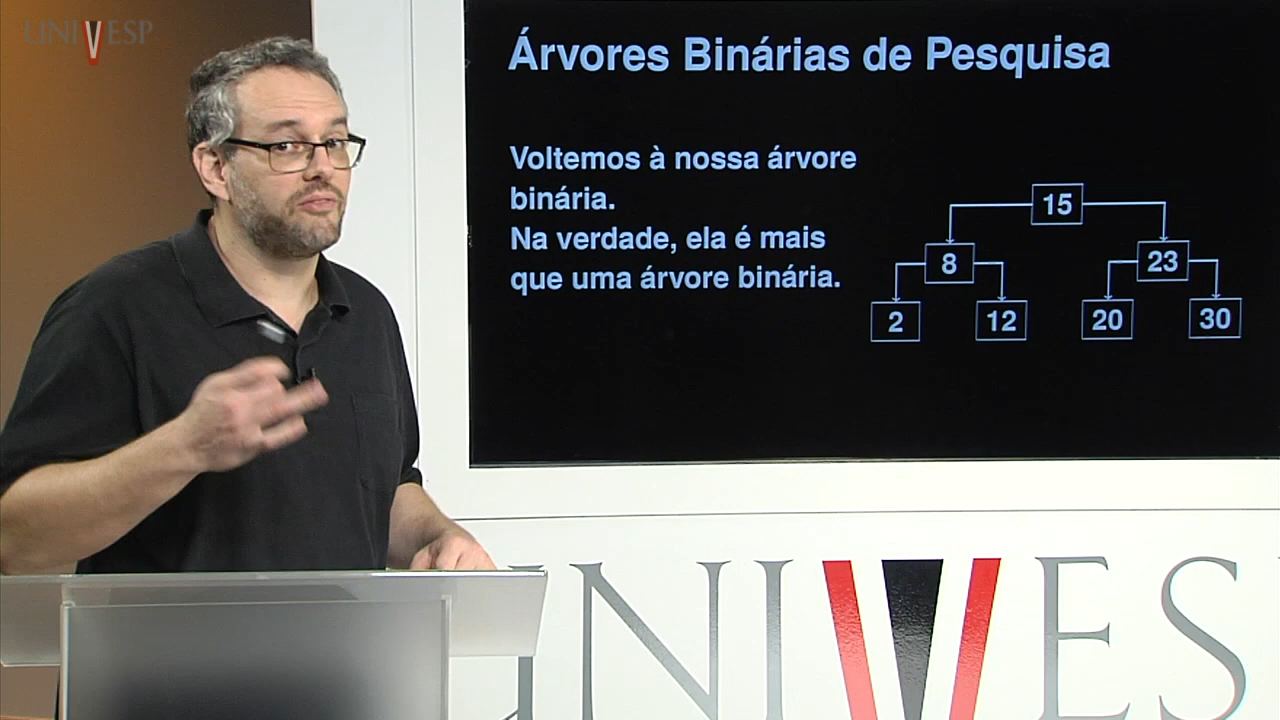 UNIVESP
Árvores Binárias de Pesquisa
Voltemos à nossa árvore
binária.
Na verdade, ela é mais
que uma árvore binária.
15
8
23
2
12
20
30
UNIVES